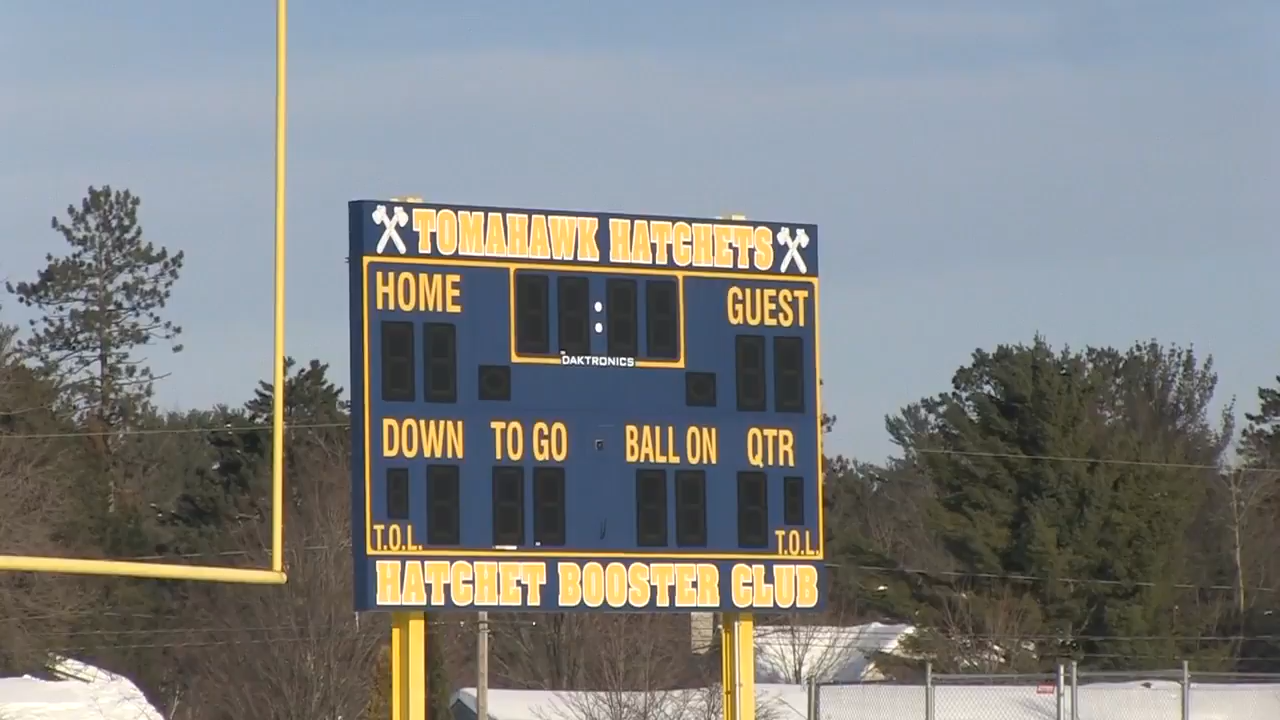 TOMAHAWK HATCHETS
HOME
GUEST
:
DAKTRONICS
DOWN TO GO BALL ON QTR
T.O.L. T.O.L.
HATCHET BOOSTER CLUB